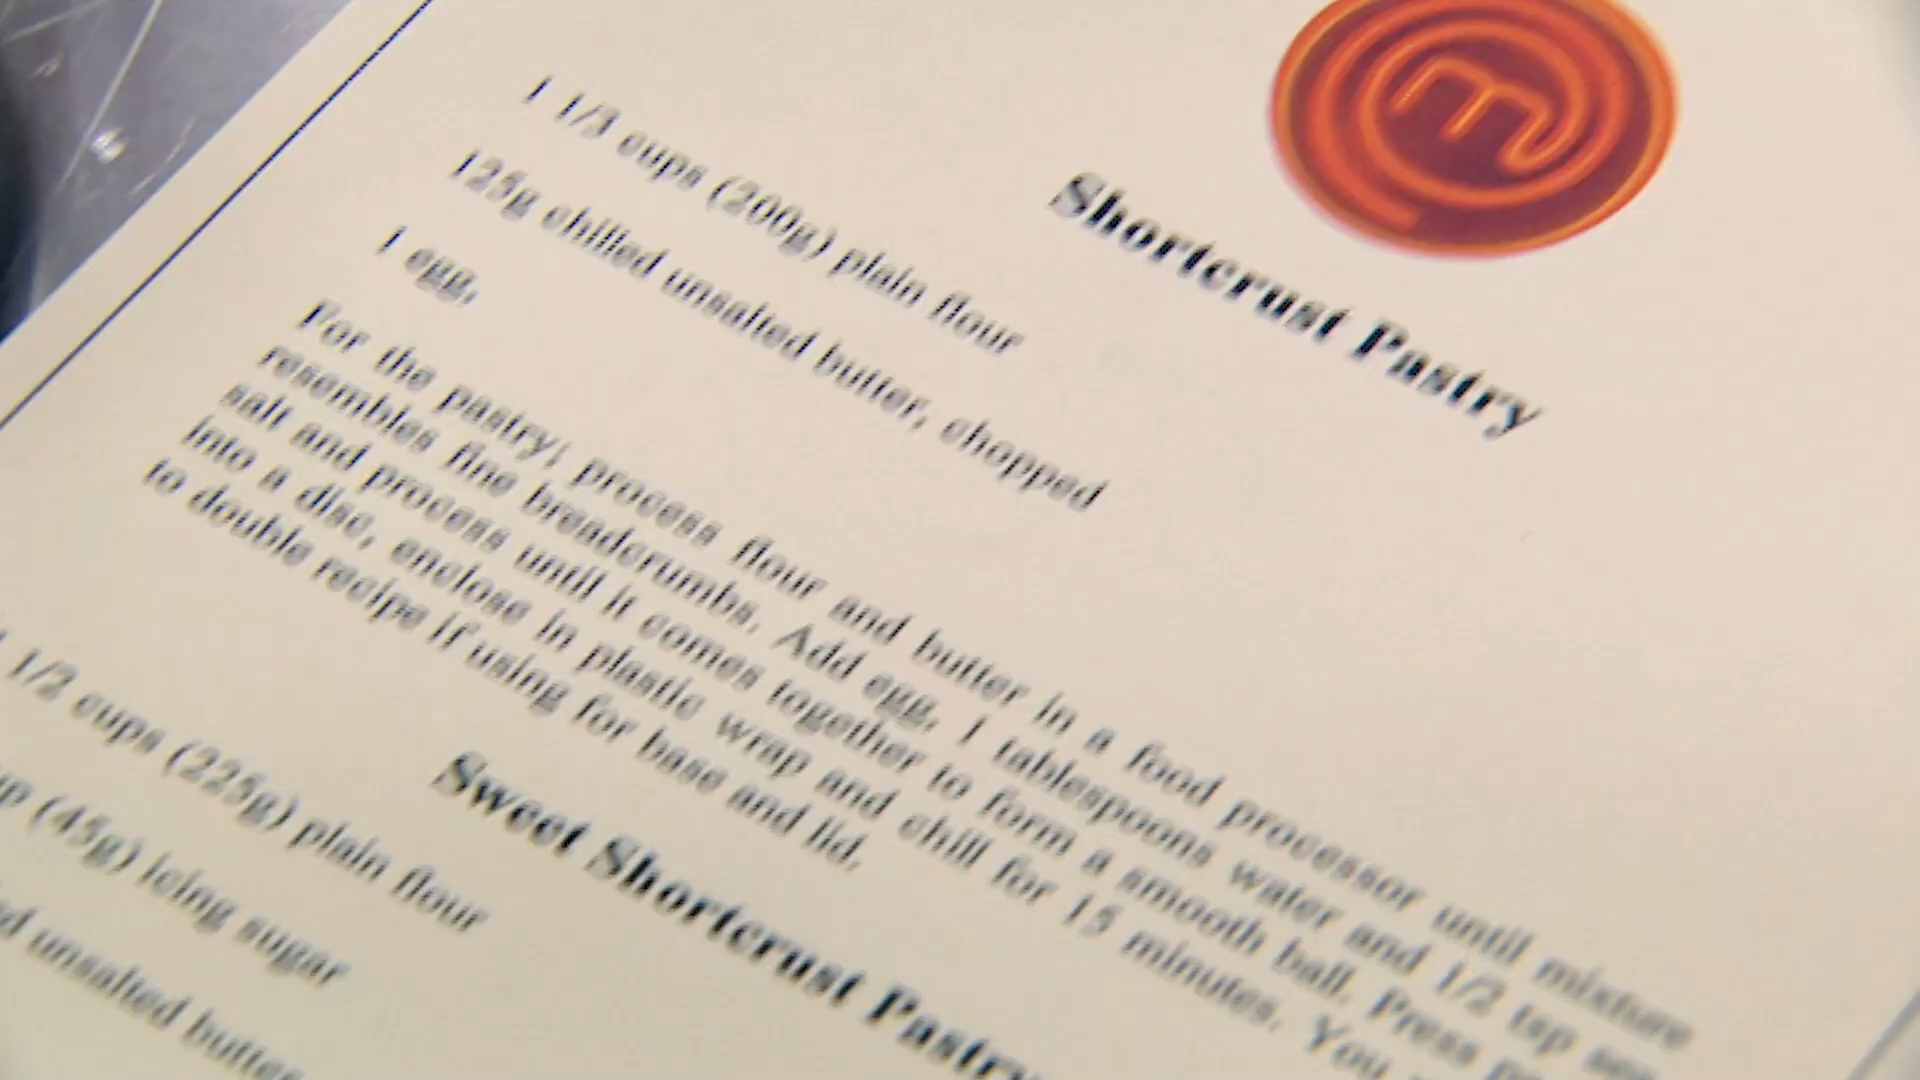 m
Shortcrust Pastry
1 1/3 cups (200g) plain flour
125g chilled unsalted butter, chopped
1 egg,
For the pastry; process flour and butter in a food processor until mixture
resembles fine breadcrumbs. Add egg, 1 tablespoons water and 1/2 tsp sea
salt and process until it comes together to form a smooth ball. Press
into a disc, enclose in plastic wrap and chill for 15 minutes. You
to double recipe if using for base and lid.
Sweet Shortcrust Pastry
1/2 cups (225g) plain flour
(45g) icing sugar
unsalted butter